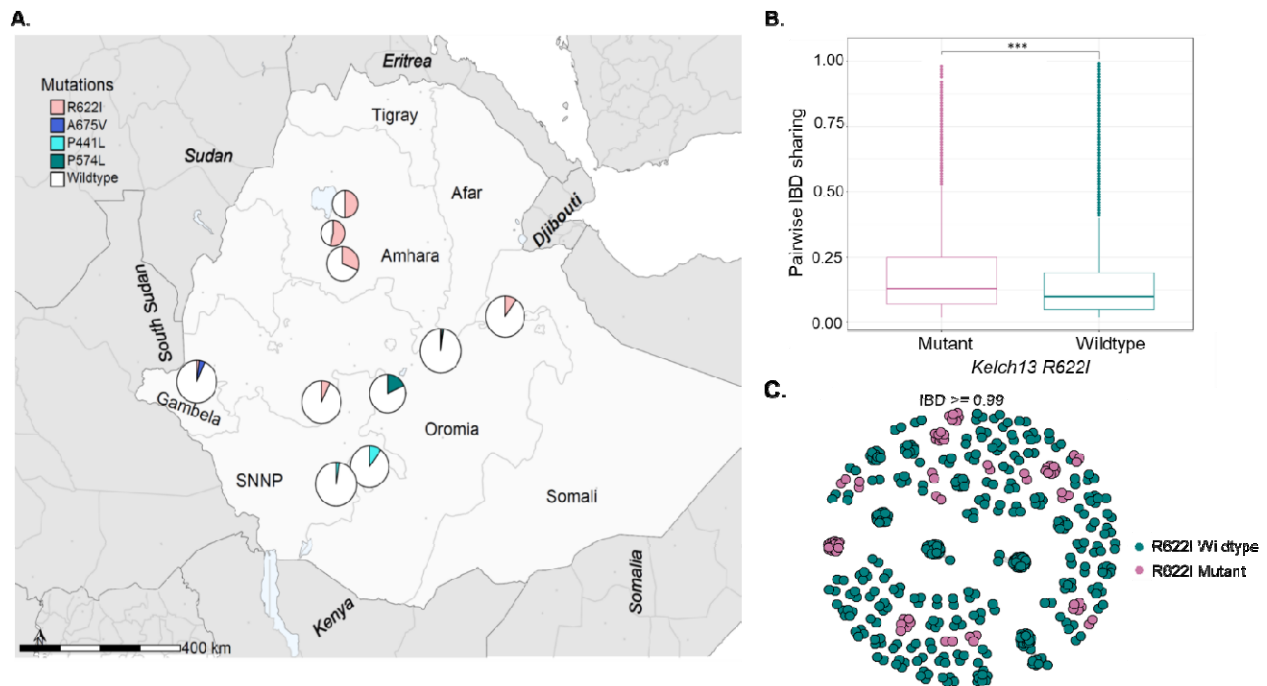 A.
Mutations
R622I
A675V
P441L
P574L
Wildtype
Eritrea
Tigray
Sudan
Afar
Djibouti
Amhara
South Sudan
Gambela
Oromia
SNNP
Somali
Somalia
Kenya
400 km
B.
***
1.00
0.75
0.50
0.25
0.00
Pairwise IBD sharing
Mutant
Wildtype
Kelch13 R622I
C.
IBD >= 0.99
R622I Wildtype
R622I Mutant